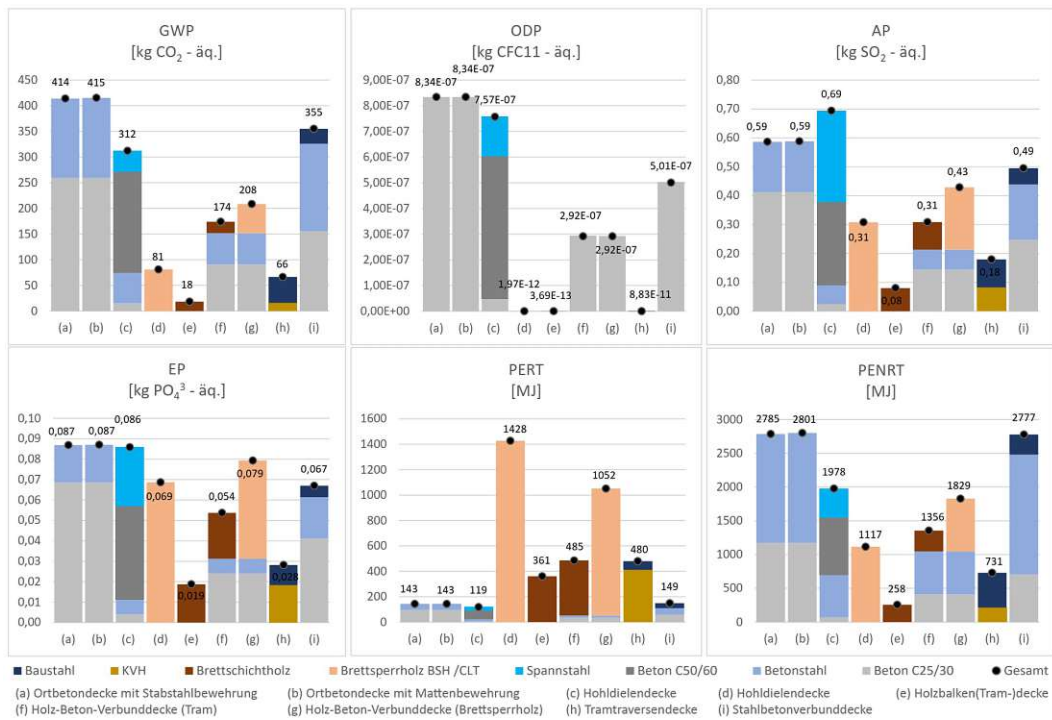 GWP
[kg CO₂ - äq.]
450
400
350
300
250
200
150
100
50
0
414
415
312
81
18
174
208
66
355
(a) (b) (c) (d) (e) (f) (g) (h) (i)
ODP
[kg CFC11 - äq.]
9,00E-07
8,00E-07
7,00E-07
6,00E-07
5,00E-07
4,00E-07
3,00E-07
2,00E-07
1,00E-07
0,00E+00
8,34E-07
8,34E-07
7,57E-07
1,97E-12
3,69E-13
2,92E-07
2,92E-07
8,83E-11
5,01E-07
(a) (b) (c) (d) (e) (f) (g) (h) (i)
AP
[kg SO₂ - äq.]
0,80
0,70
0,60
0,50
0,40
0,30
0,20
0,10
0,00
0,59
0,59
0,69
0,31
0,08
0,31
0,43
0,18
0,49
(a) (b) (c) (d) (e) (f) (g) (h) (i)
EP
[kg PO₄³ - äq.]
0,10
0,09
0,08
0,07
0,06
0,05
0,04
0,03
0,02
0,01
0,00
0,087
0,087
0,086
0,069
0,019
0,054
0,079
0,028
0,067
(a) (b) (c) (d) (e) (f) (g) (h) (i)
PERT
[MJ]
1600
1400
1200
1000
800
600
400
200
0
143
143
119
1428
361
485
1052
480
149
(a) (b) (c) (d) (e) (f) (g) (h) (i)
PENRT
[MJ]
3000
2500
2000
1500
1000
500
0
2785
2801
1978
1117
258
1356
1829
731
2777
(a) (b) (c) (d) (e) (f) (g) (h) (i)
Baustahl KVH Brettschichtholz Brettsperrholz BSH /CLT Spannstahl Beton C50/60 Betonstahl Beton C25/30 Gesamt
(a) Ortbetondecke mit Stabstahlbewehrung (b) Ortbetondecke mit Mattenbewehrung (c) Hohldielendecke (d) Hohldielendecke (e) Holzbalken(Tram-)decke
(f) Holz-Beton-Verbunddecke (Tram) (g) Holz-Beton-Verbunddecke (Brettsperrholz) (h) Tramtraversendecke (i) Stahlbetonverbunddecke